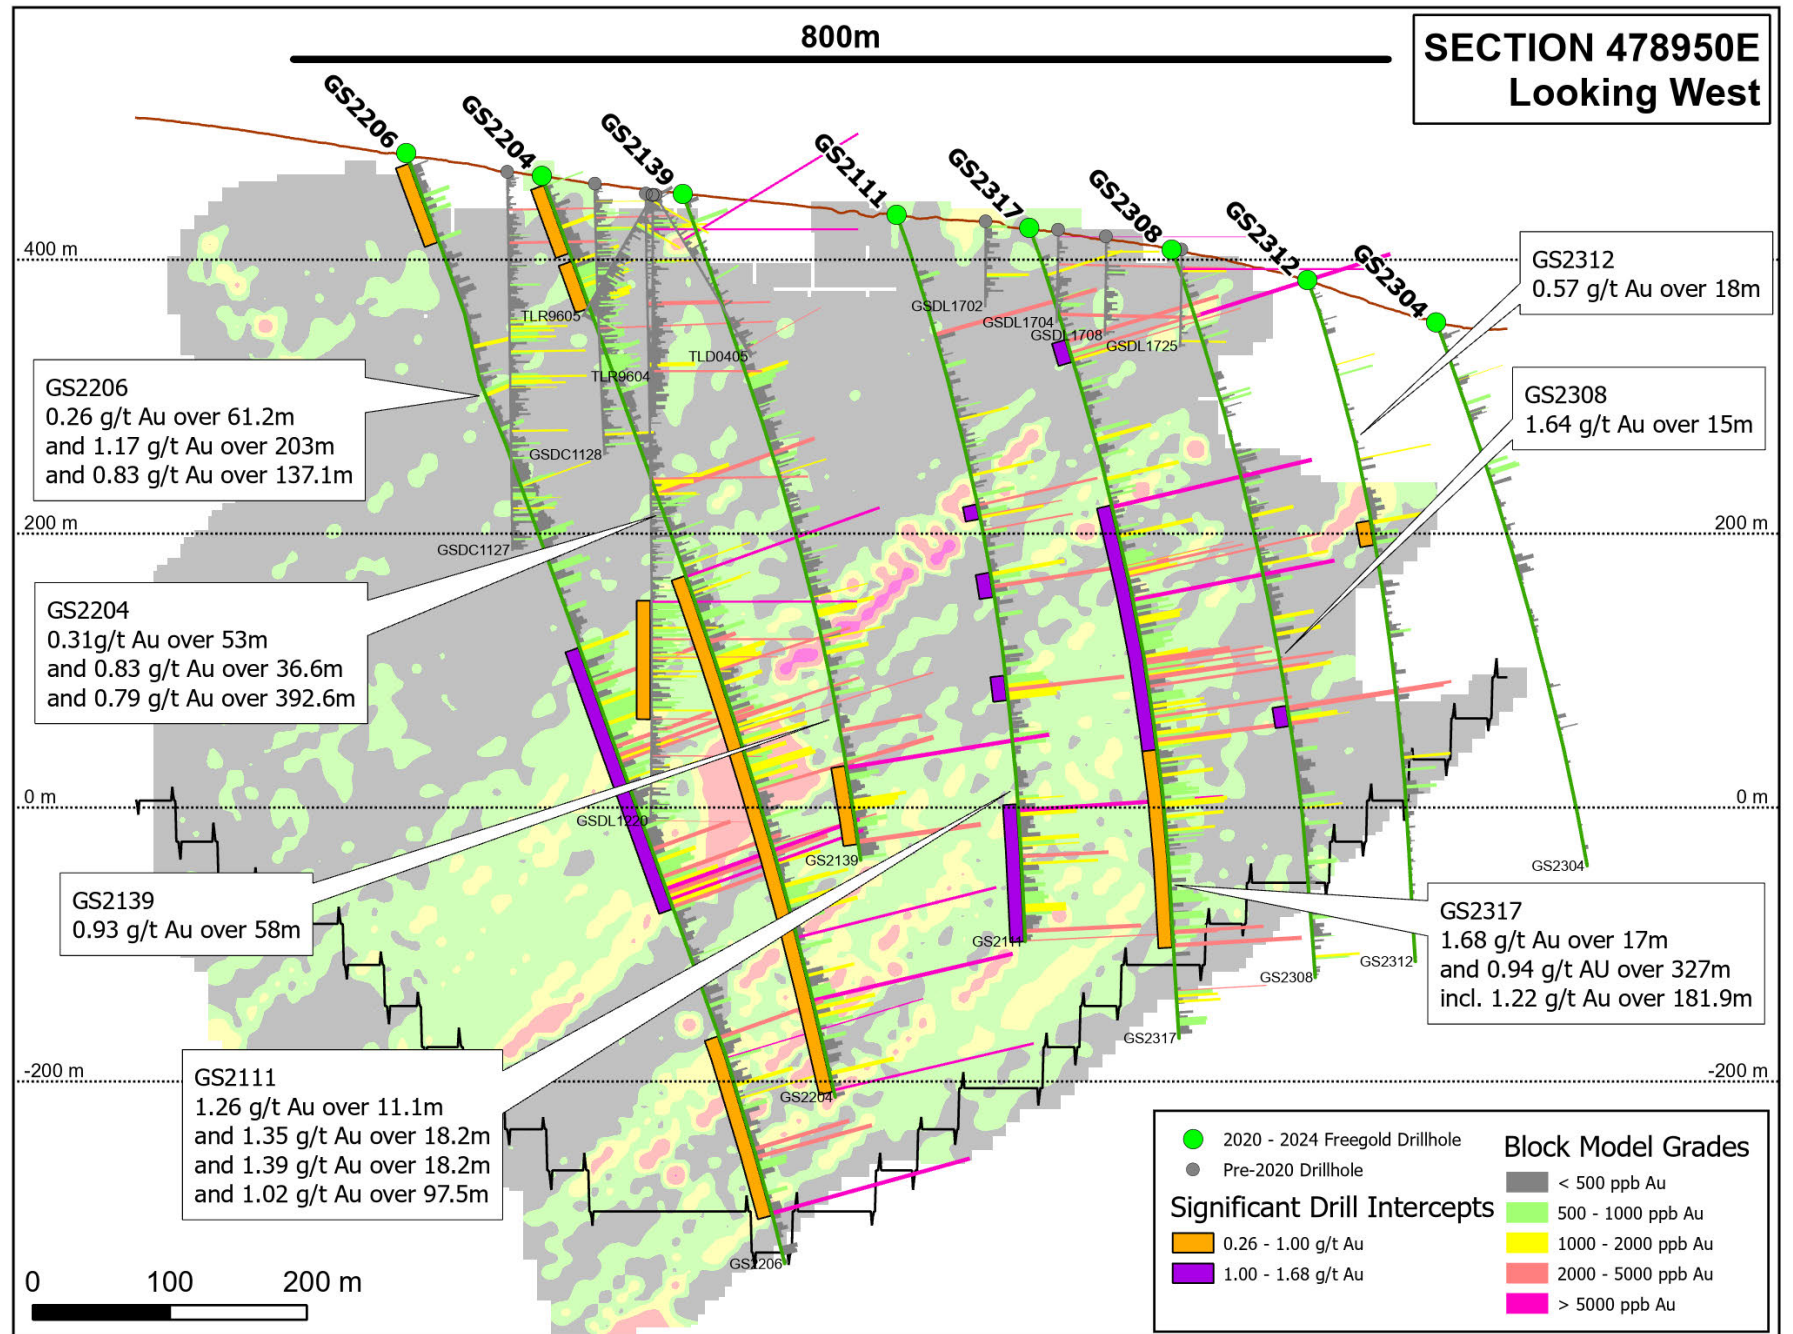 800m
SECTION 478950E
Looking West
GS2206
GS2204
GS2139
GS2111
GS2317
GS2308
GS2312
GS2304
400 m
GS2312
0.57 g/t Au over 18m
GSDL1702
GSDL1704
GSDL1708
GSDL1725
TLR9605
TLD0405
TLR9604
GS2206
0.26 g/t Au over 61.2m
and 1.17 g/t Au over 203m
and 0.83 g/t Au over 137.1m
GS2308
1.64 g/t Au over 15m
GSDC1128
GSDC1127
200 m
200 m
GS2204
0.31g/t Au over 53m
and 0.83 g/t Au over 36.6m
and 0.79 g/t Au over 392.6m
0 m
0 m
GSDL1220
GS2139
GS2304
GS2139
0.93 g/t Au over 58m
GS2317
1.68 g/t Au over 17m
and 0.94 g/t AU over 327m
incl. 1.22 g/t Au over 181.9m
GS2111
GS2312
GS2308
GS2317
-200 m
-200 m
GS2111
1.26 g/t Au over 11.1m
and 1.35 g/t Au over 18.2m
and 1.39 g/t Au over 18.2m
and 1.02 g/t Au over 97.5m
GS2204
GS2206
2020 - 2024 Freegold Drillhole
Pre-2020 Drillhole
Significant Drill Intercepts
0.26 - 1.00 g/t Au
1.00 - 1.68 g/t Au
Block Model Grades
< 500 ppb Au
500 - 1000 ppb Au
1000 - 2000 ppb Au
2000 - 5000 ppb Au
> 5000 ppb Au
0 100 200 m